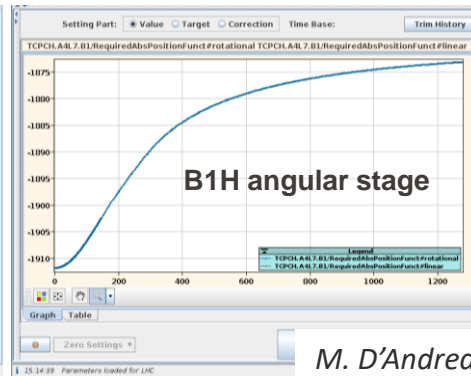 Setting Part: Value Target Correction Time Base: Trim History
TCPCH.A4L7.B1/RequiredAbsPositionFunct#rotational TCPCH.A4L7.B1/RequiredAbsPositionFunct#linear
-1875
-1880
-1885
-1890
-1895
-1900
-1905
-1910
B1H angular stage
Legend
TCPCH.A4L7.B1/RequiredAbsPositionFunct#rotational
TCPCH.A4L7.B1/RequiredAbsPositionFunct#linear
0 200 400 600 800 1000 1200
Graph Table
Zero Settings
M. D'Andrea
15:14:39 Parameters loaded for LHC